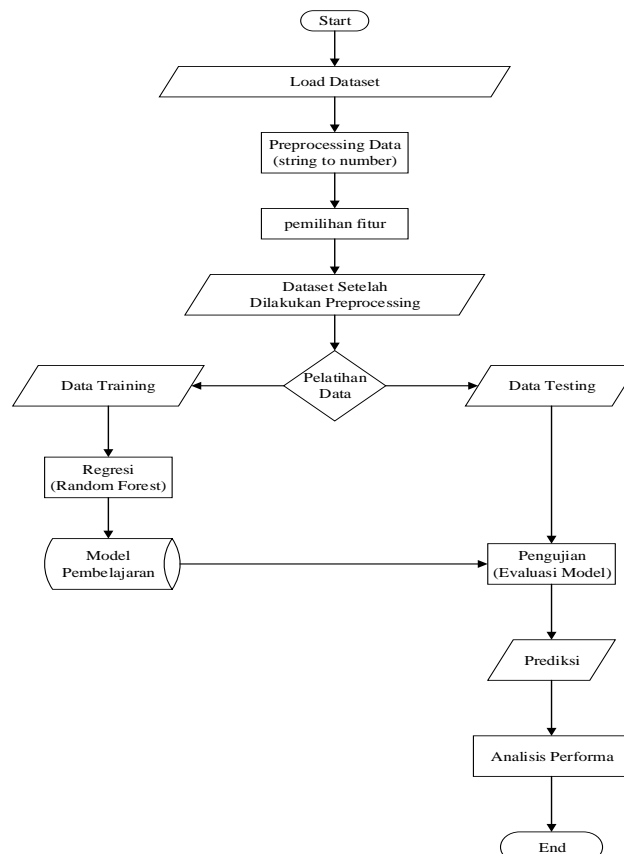 Start
Load Dataset
Preprocessing Data
(string to number)
pemilihan fitur
Dataset Setelah
Dilakukan Preprocessing
Data Training
Pelatihan
Data
Data Testing
Regresi
(Random Forest)
Model
Pembelajaran
Pengujian
(Evaluasi Model)
Prediksi
Analisis Performa
End